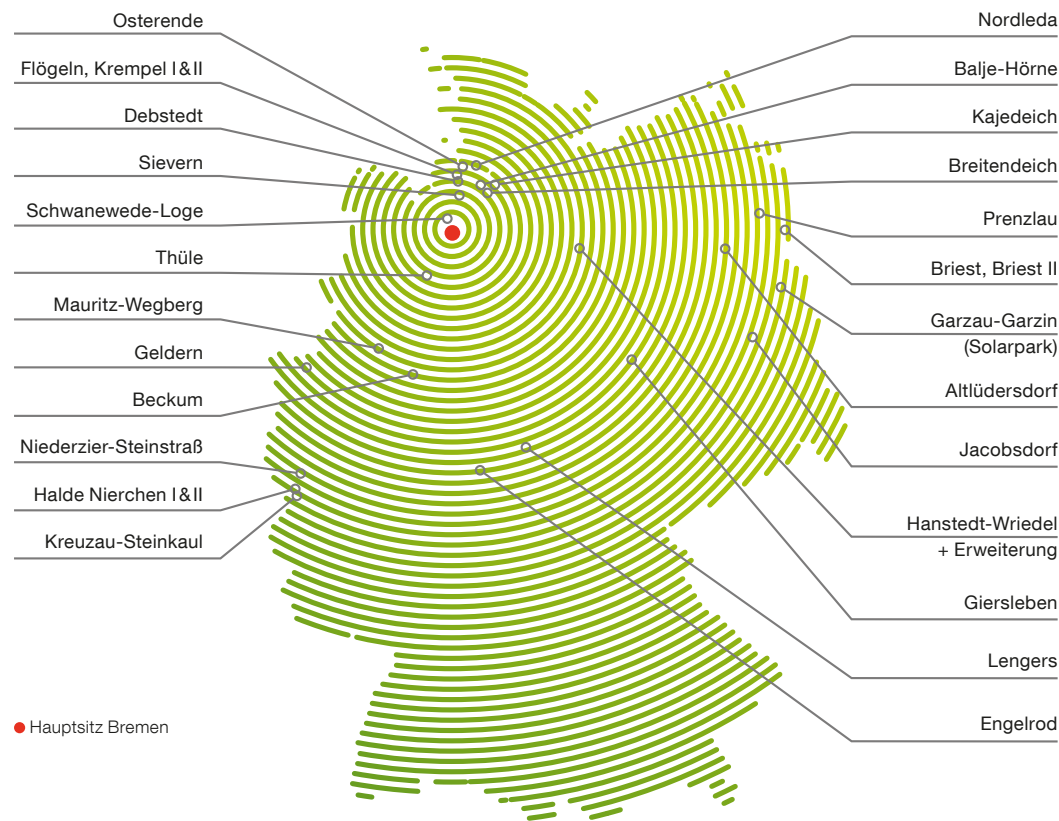 Osterende
Flögeln, Krempel I & II
Debstedt
Sievern
Schwanewede-Loge
Thüle
Mauritz-Wegberg
Geldern
Beckum
Niederzier-Steinstraß
Halde Nierchen I & II
Kreuzau-Steinkaul
Hauptsitz Bremen
Nordleda
Balje-Hörne
Kajedeich
Breitendeich
Prenzlau
Briest, Briest II
Garzau-Garzin
(Solarpark)
Altlüdersdorf
Jacobsdorf
Hanstedt-Wriedel
+ Erweiterung
Giersleben
Lengers
Engelrod